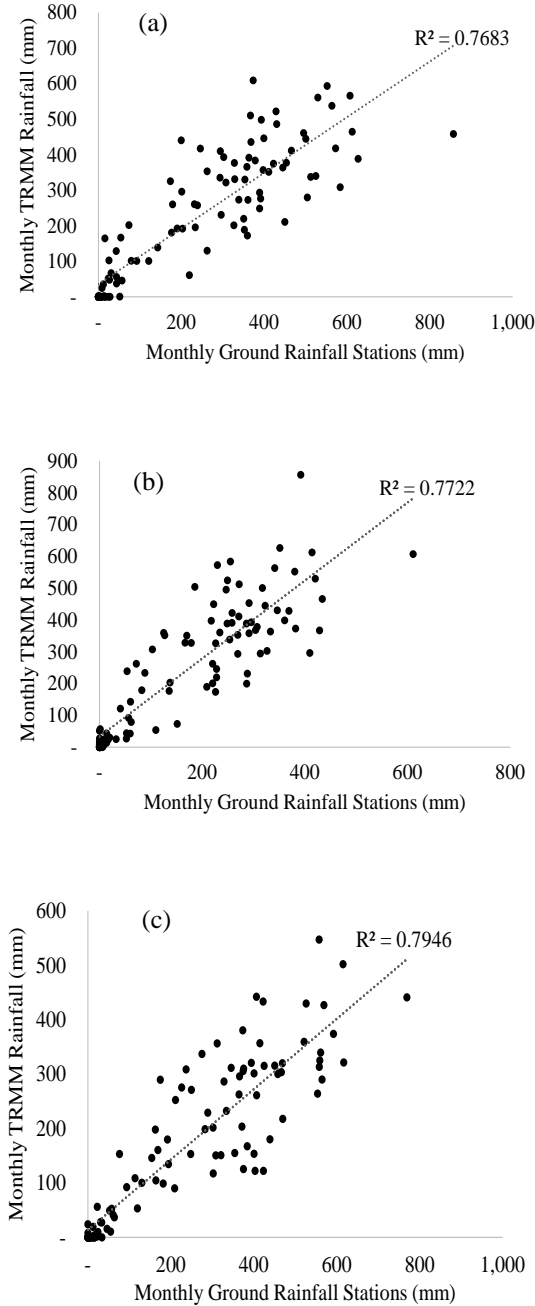 (a)
R² = 0.7683
Monthly TRMM Rainfall (mm)
800
700
600
500
400
300
200
100
-
- 200 400 600 800 1,000
Monthly Ground Rainfall Stations (mm)
(b)
R² = 0.7722
Monthly TRMM Rainfall (mm)
900
800
700
600
500
400
300
200
100
-
- 200 400 600 800
Monthly Ground Rainfall Stations (mm)
(c)
R² = 0.7946
Monthly TRMM Rainfall (mm)
600
500
400
300
200
100
-
- 200 400 600 800
Monthly Ground Rainfall Stations (mm)